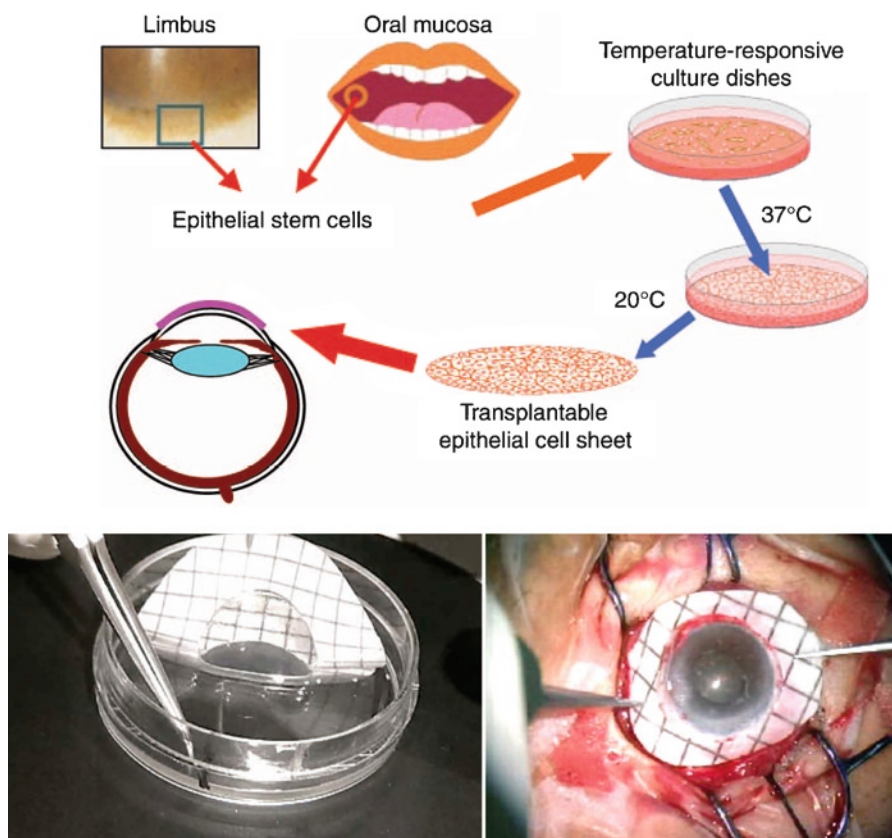 Limbus
Oral mucosa
Temperature-responsive
culture dishes
Epithelial stem cells
37°C
20°C
Transplantable
epithelial cell sheet